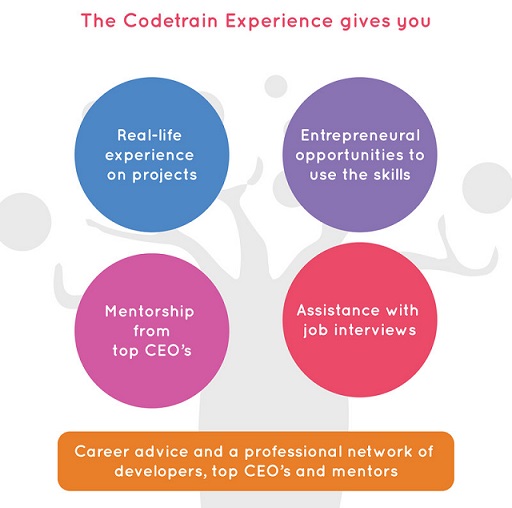 The Codetrain Experience gives you
Real-life
experience
on projects
Entrepreneural
opportunities to
use the skills
Mentorship
from
top CEO's
Assistance with
job interviews
Career advice and a professional network of
developers, top CEO's and mentors